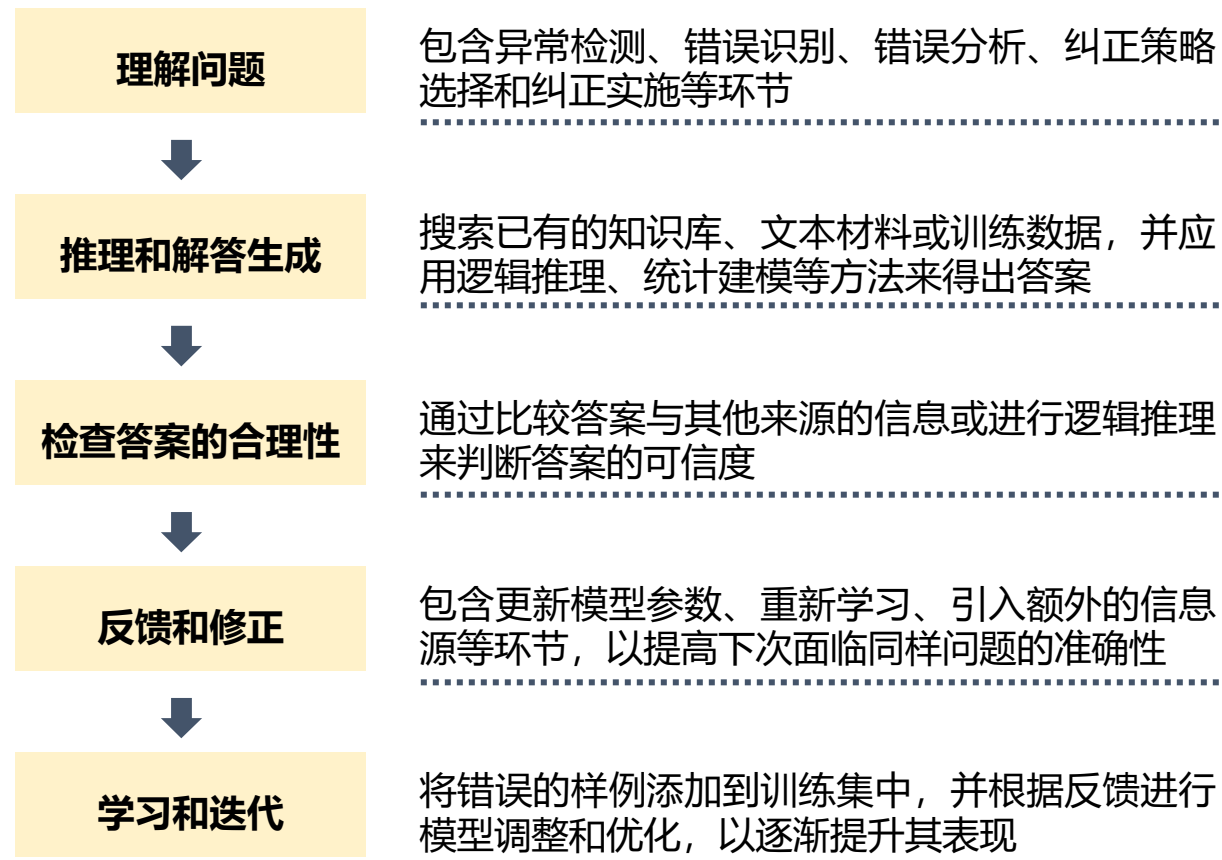 理解问题
包含异常检测、错误识别、错误分析、纠正策略
选择和纠正实施等环节
推理和解答生成
搜索已有的知识库、文本材料或训练数据，并应
用逻辑推理、统计建模等方法来得出答案
检查答案的合理性
通过比较答案与其他来源的信息或进行逻辑推理
来判断答案的可信度
反馈和修正
包含更新模型参数、重新学习、引入额外的信息
源等环节，以提高下次面临同样问题的准确性
学习和迭代
将错误的样例添加到训练集中，并根据反馈进行
模型调整和优化，以逐渐提升其表现